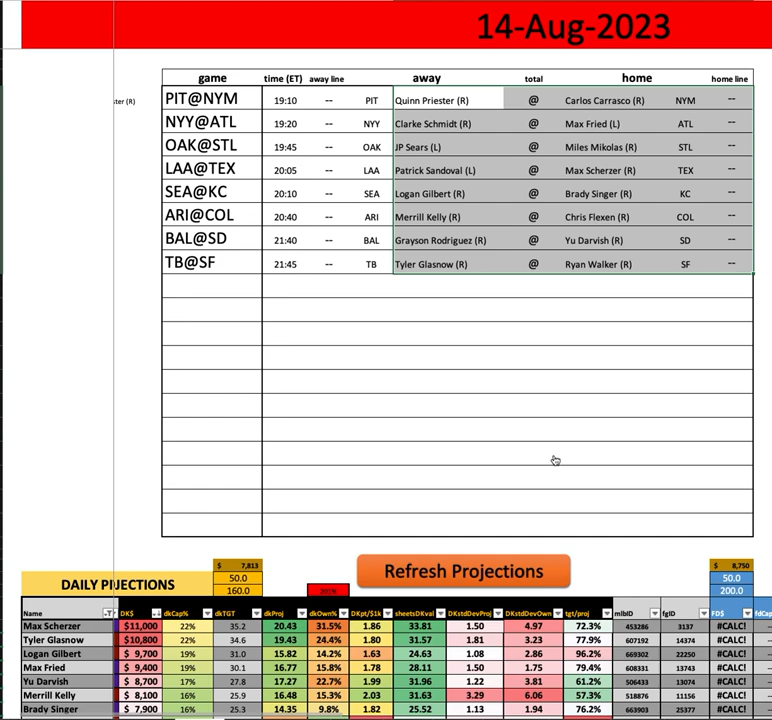 14-Aug-2023
game time (ET) away line away total home home line
ster (R) PIT@NYM 19:10 -- PIT Quinn Priester (R) @ Carlos Carrasco (R) NYM --
NYY@ATL 19:20 -- NYY Clarke Schmidt (R) @ Max Fried (L) ATL --
OAK@STL 19:45 -- OAK JP Sears (L) @ Miles Mikolas (R) STL --
LAA@TEX 20:05 -- LAA Patrick Sandoval (L) @ Max Scherzer (R) TEX --
SEA@KC 20:10 -- SEA Logan Gilbert (R) @ Brady Singer (R) KC --
ARI@COL 20:40 -- ARI Merrill Kelly (R) @ Chris Flexen (R) COL --
BAL@SD 21:40 -- BAL Grayson Rodriguez (R) @ Yu Darvish (R) SD --
TB@SF 21:45 -- TB Tyler Glasnow (R) @ Ryan Walker (R) SF --
$ 7,813 $ 8,750
DAILY PROJECTIONS 50.0 Refresh Projections 50.0
160.0 200.0
Name DK$ dkCap% dkTGT dkProj dkOwn% DKpt/$1k sheetsDKval DKstdDevProj DKstdDevOwn tgt/proj mlbID fgID FD$ fdCap
Max Scherzer $11,000 22% 35.2 20.43 31.5% 1.86 33.81 1.50 4.97 72.3% 453286 3137 #CALC!
Tyler Glasnow $10,800 22% 34.6 19.43 24.4% 1.80 31.57 1.81 3.23 77.9% 607192 14374 #CALC!
Logan Gilbert $ 9,700 19% 31.0 15.82 14.2% 1.63 24.63 1.08 2.86 96.2% 669302 22250 #CALC!
Max Fried $ 9,400 19% 30.1 16.77 15.8% 1.78 28.11 1.50 1.75 79.4% 608331 13743 #CALC!
Yu Darvish $ 8,700 17% 27.8 17.27 22.7% 1.99 31.96 1.22 3.81 61.2% 506433 13074 #CALC!
Merrill Kelly $ 8,100 16% 25.9 16.48 15.3% 2.03 31.63 3.29 6.06 57.3% 518876 11156 #CALC!
Brady Singer $ 7,900 16% 25.3 14.35 9.8% 1.82 25.52 1.13 1.94 76.2% 663903 25377 #CALC!